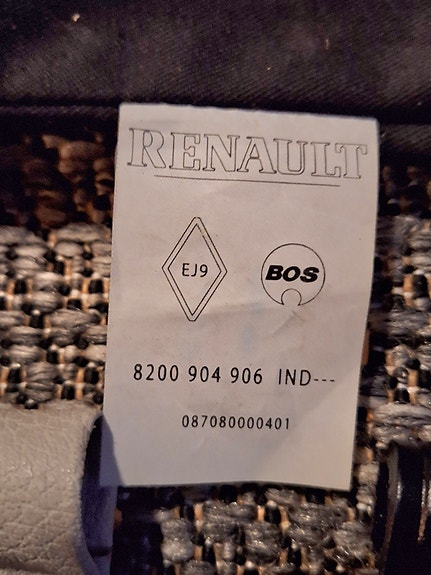 RENAULT
EJ9
BOS
8200 904 906 IND---
087080000401